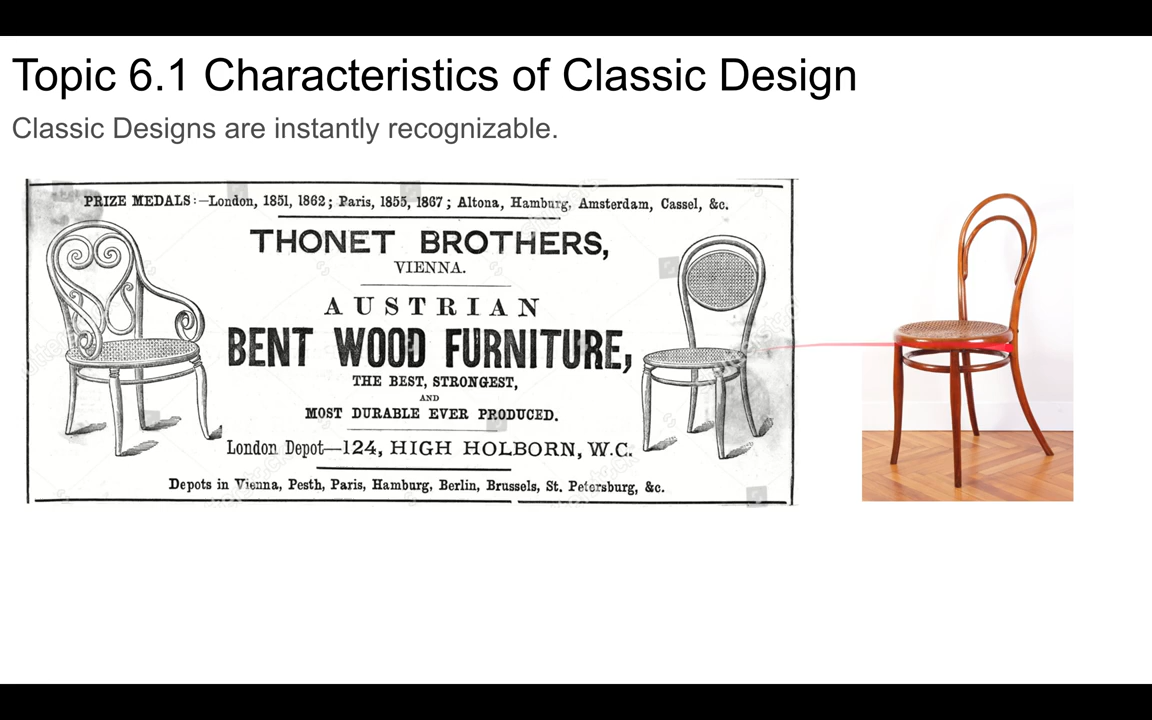 Topic 6.1 Characteristics of Classic Design
Classic Designs are instantly recognizable.
PRIZE MEDALS:—London, 1851, 1862; Paris, 1855, 1867; Altona, Hamburg, Amsterdam, Cassel, &c.
THONET BROTHERS,
VIENNA.
AUSTRIAN
BENT WOOD FURNITURE,
THE BEST, STRONGEST,
AND
MOST DURABLE EVER PRODUCED.
London Depot—124, HIGH HOLBORN, W.C.
Depots in Vienna, Pesth, Paris, Hamburg, Berlin, Brussels, St. Petersburg, &c.